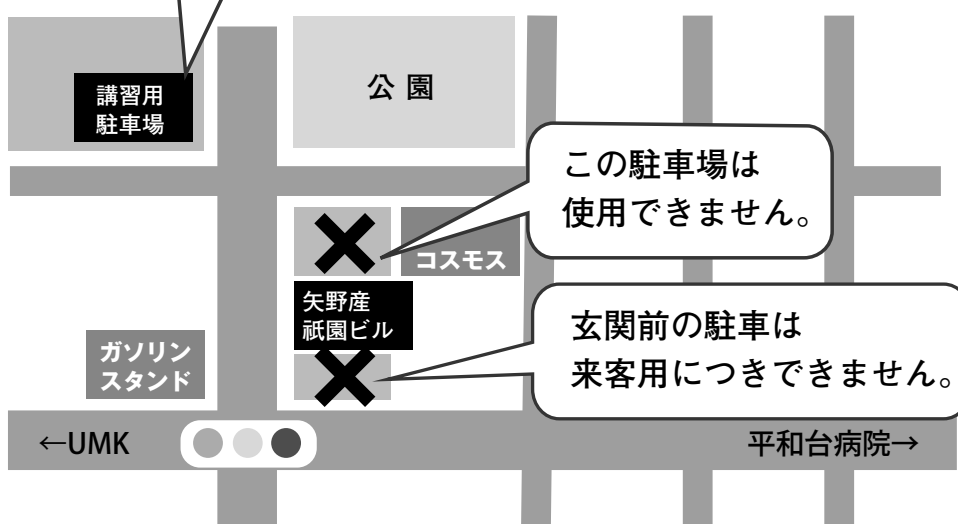 講習用
駐車場
公園
この駐車場は
使用できません。
コスモス
矢野産
祇園ビル
ガソリン
スタンド
玄関前の駐車は
来客用につきできません。
←UMK
平和台病院→